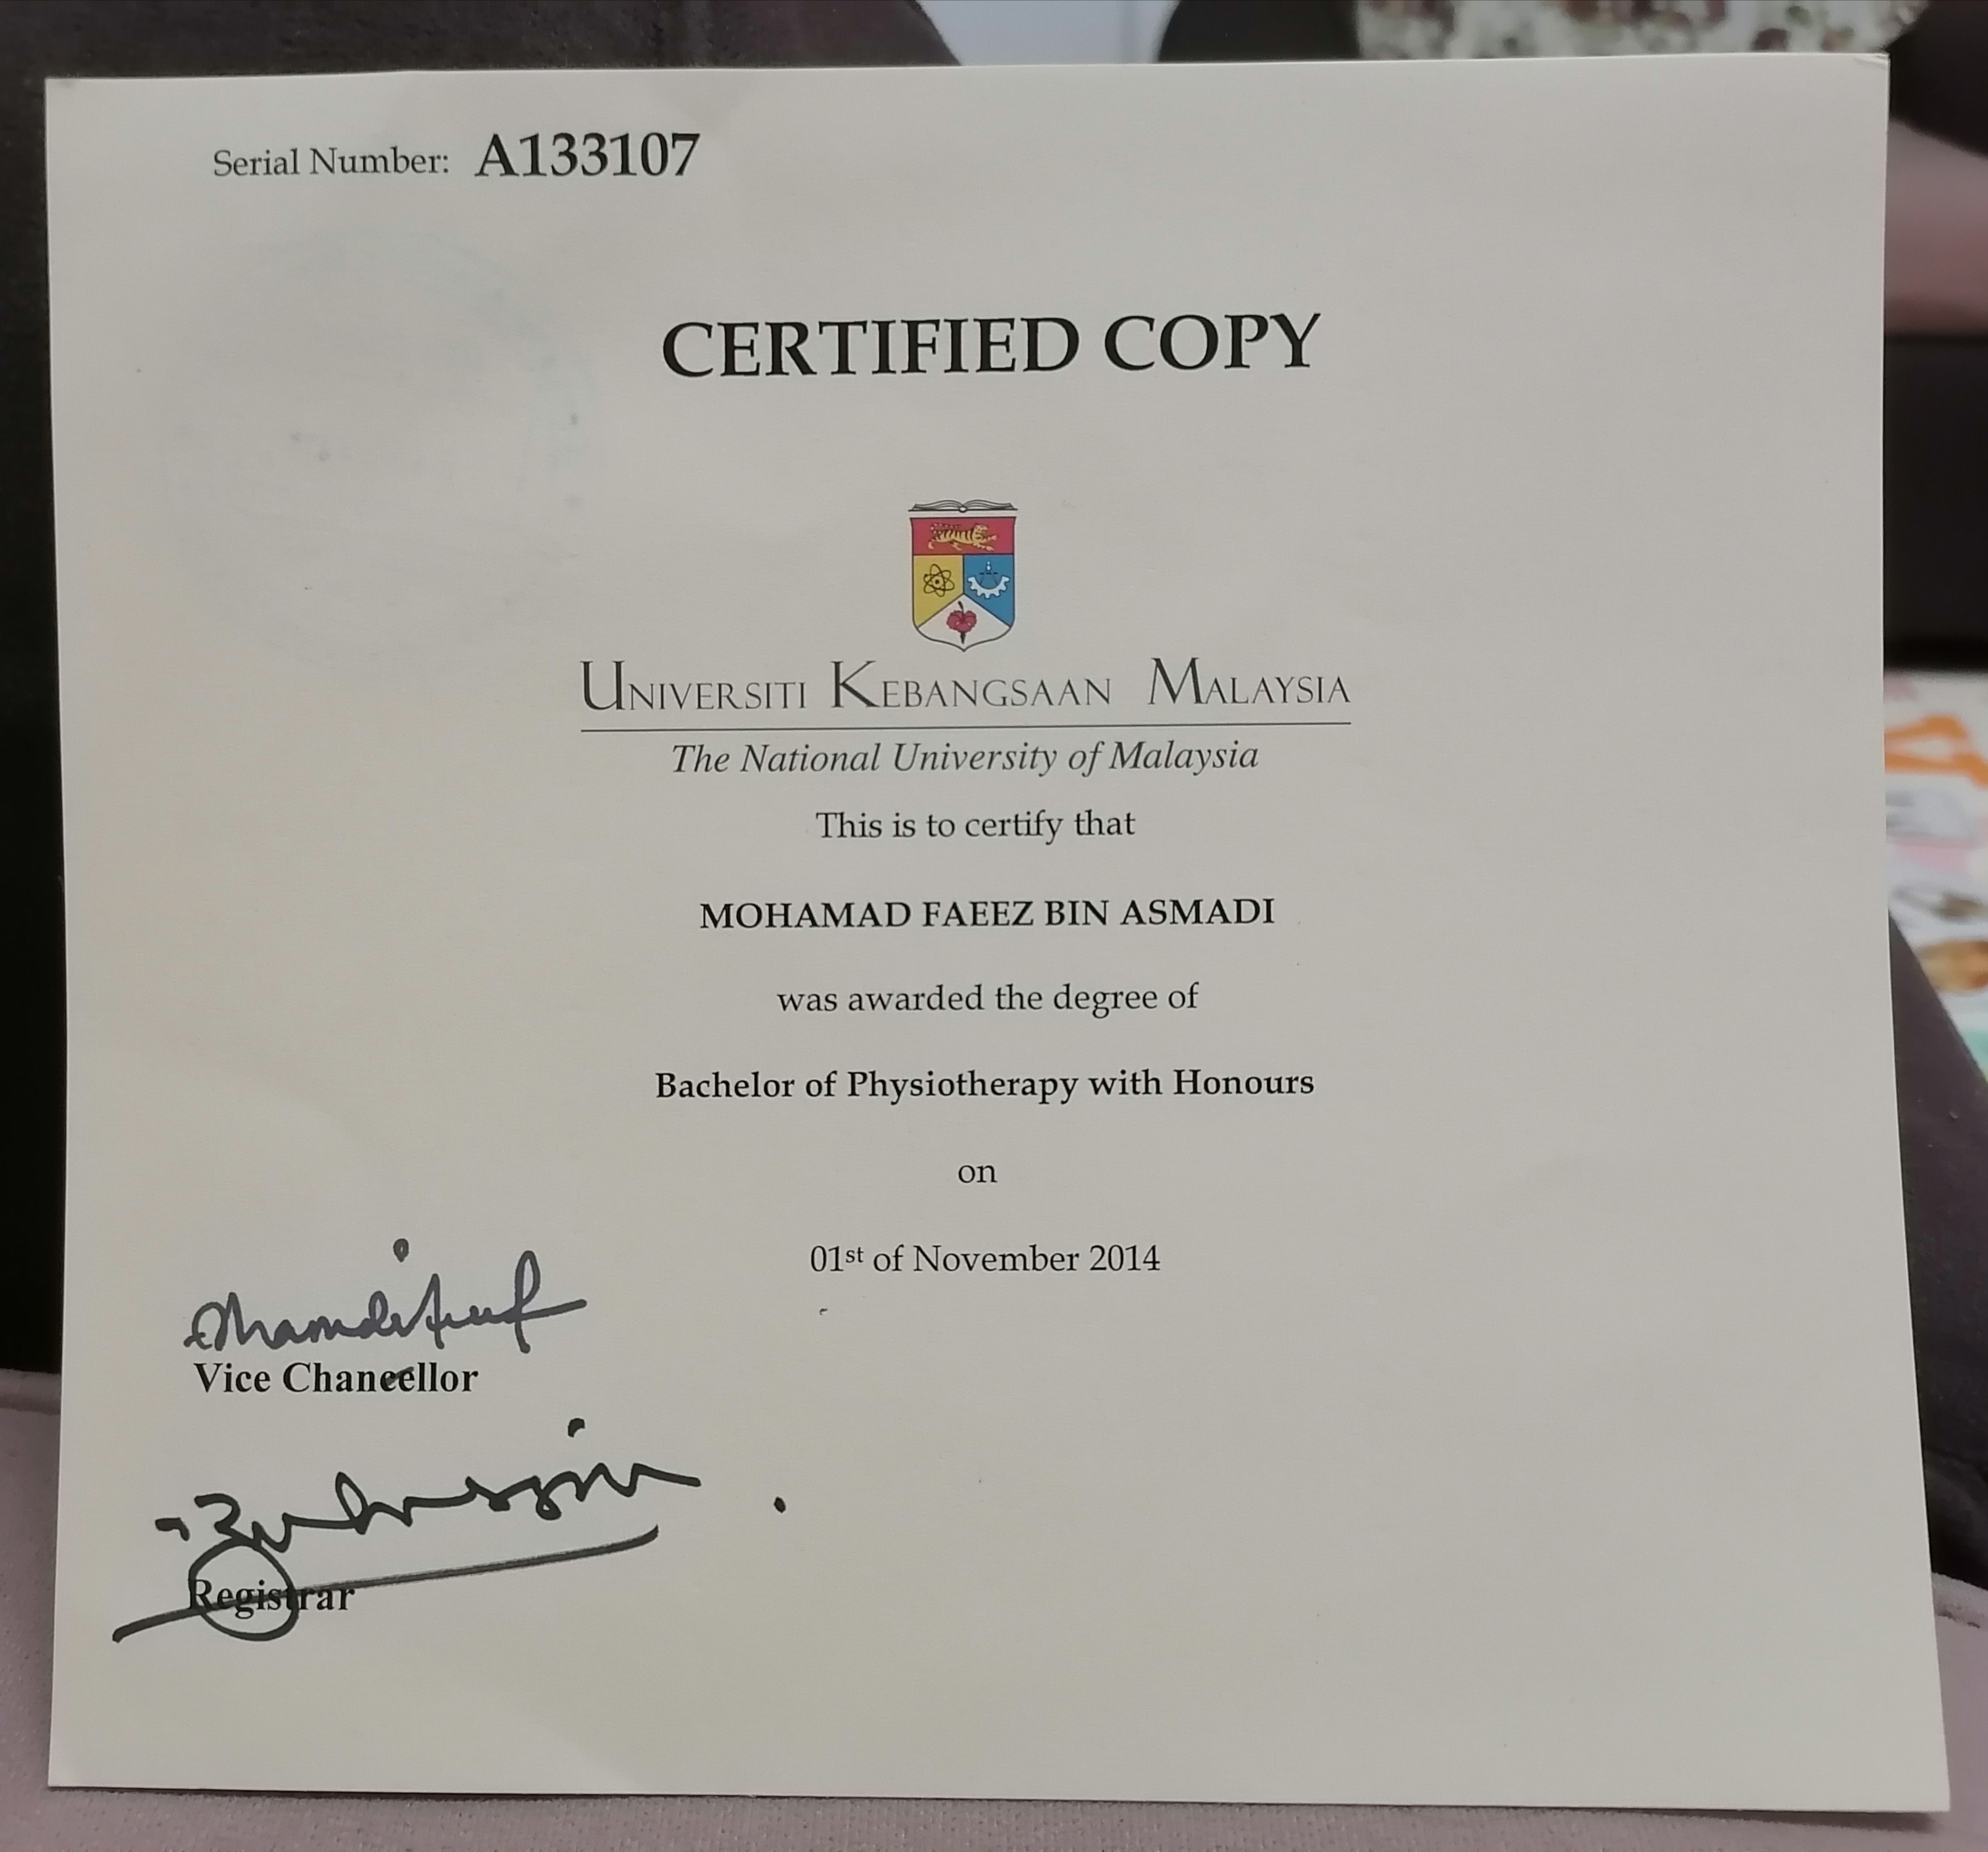 Serial Number: A133107
CERTIFIED COPY
UNIVERSITI KEBANGSAAN MALAYSIA
The National University of Malaysia
This is to certify that
MOHAMAD FAEEZ BIN ASMADI
was awarded the degree of
Bachelor of Physiotherapy with Honours
on
01st of November 2014
Vice Chancellor
Registrar